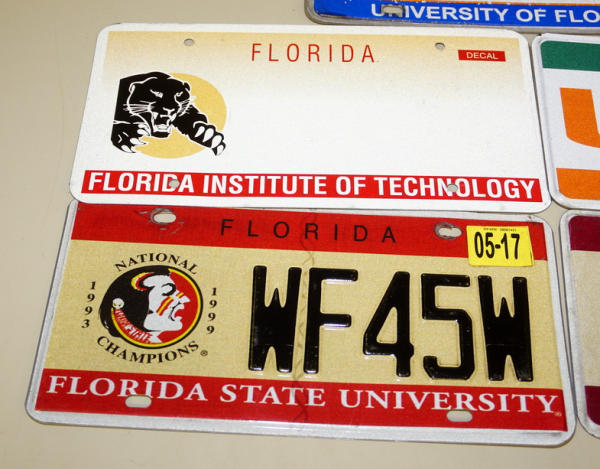 UNIVERSITY OF FLO
FLORIDA
DECAL
FLORIDA INSTITUTE OF TECHNOLOGY
FLORIDA
05-17
NATIONAL
1993
1999
CHAMPIONS®
WF45W
FLORIDA STATE UNIVERSITY®